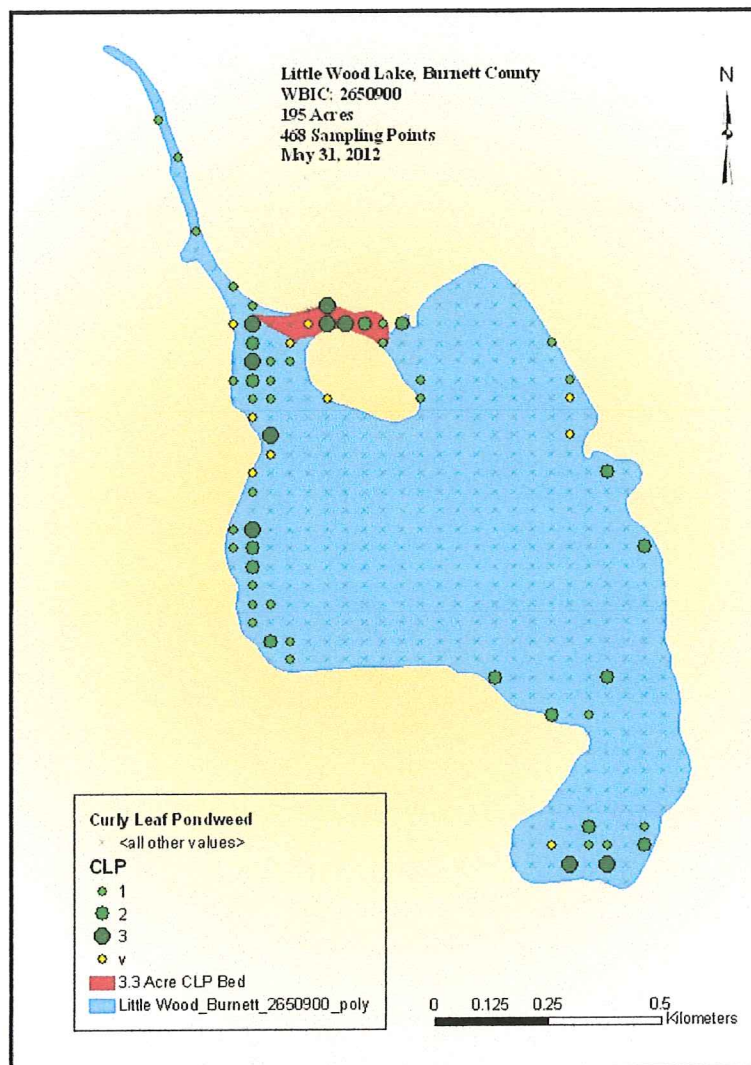 Little Wood Lake, Burnett County
WBIC: 2650900
195 Acres
468 Sampling Points
May 31, 2012
N
Curly Leaf Pondweed
<all other values>
CLP
1
2
3
v
3.3 Acre CLP Bed
Little Wood_Burnett_2650900_poly
0 0.125 0.25 0.5
Kilometers